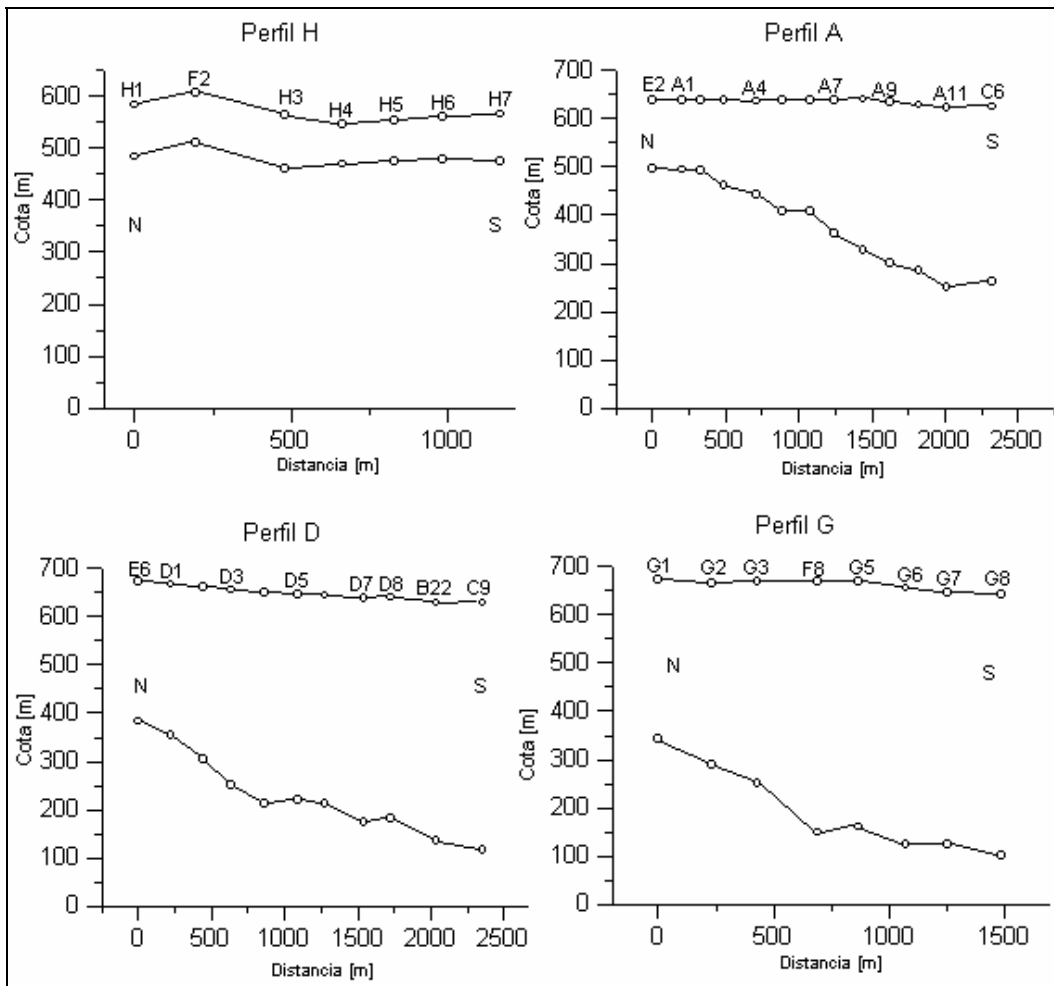 Perfil H
H1 F2 H3 H4 H5 H6 H7
600
500
400
300
200
100
0
Cota [m]
N S
0 500 1000
Distancia [m]
Perfil A
E2 A1 A4 A7 A9 A11 C6
700
600
500
400
300
200
100
0
Cota [m]
N S
0 500 1000 1500 2000 2500
Distancia [m]
Perfil D
E6 D1 D3 D5 D7 D8 B22 C9
700
600
500
400
300
200
100
0
Cota [m]
N S
0 500 1000 1500 2000 2500
Distancia [m]
Perfil G
G1 G2 G3 F8 G5 G6 G7 G8
700
600
500
400
300
200
100
0
Cota [m]
N S
0 500 1000 1500
Distancia [m]